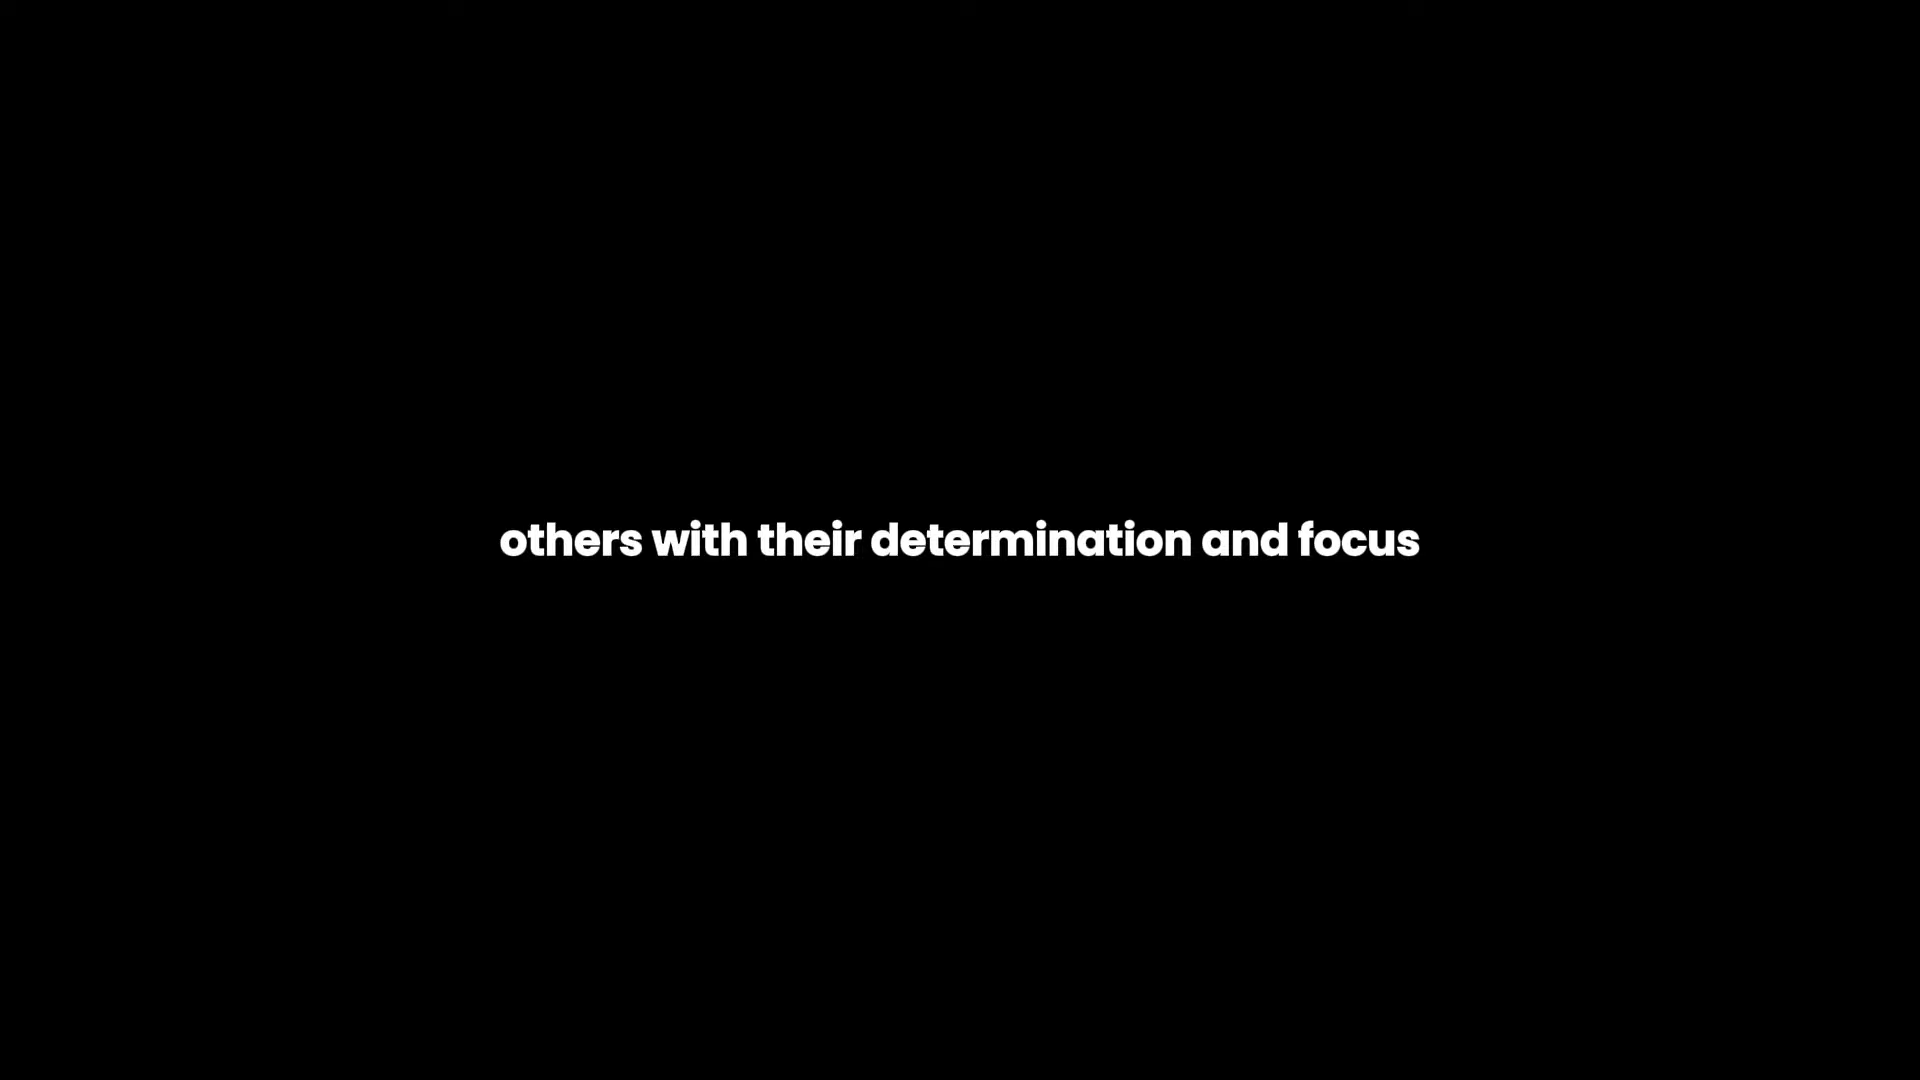 others with their determination and focus